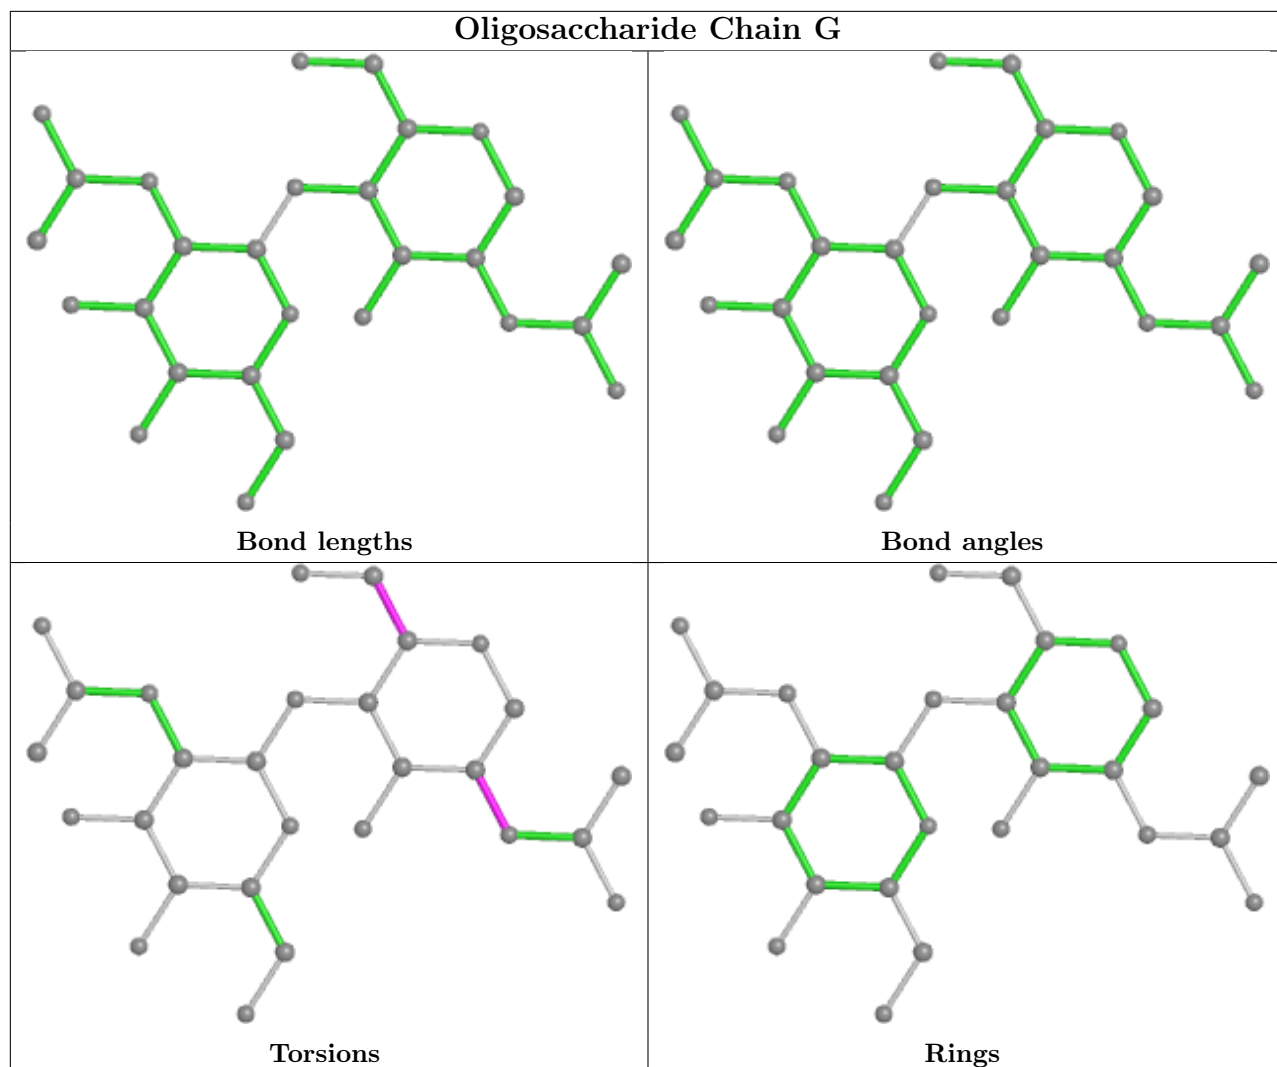 Oligosaccharide Chain G
Bond lengths
Bond angles
Torsions
Rings